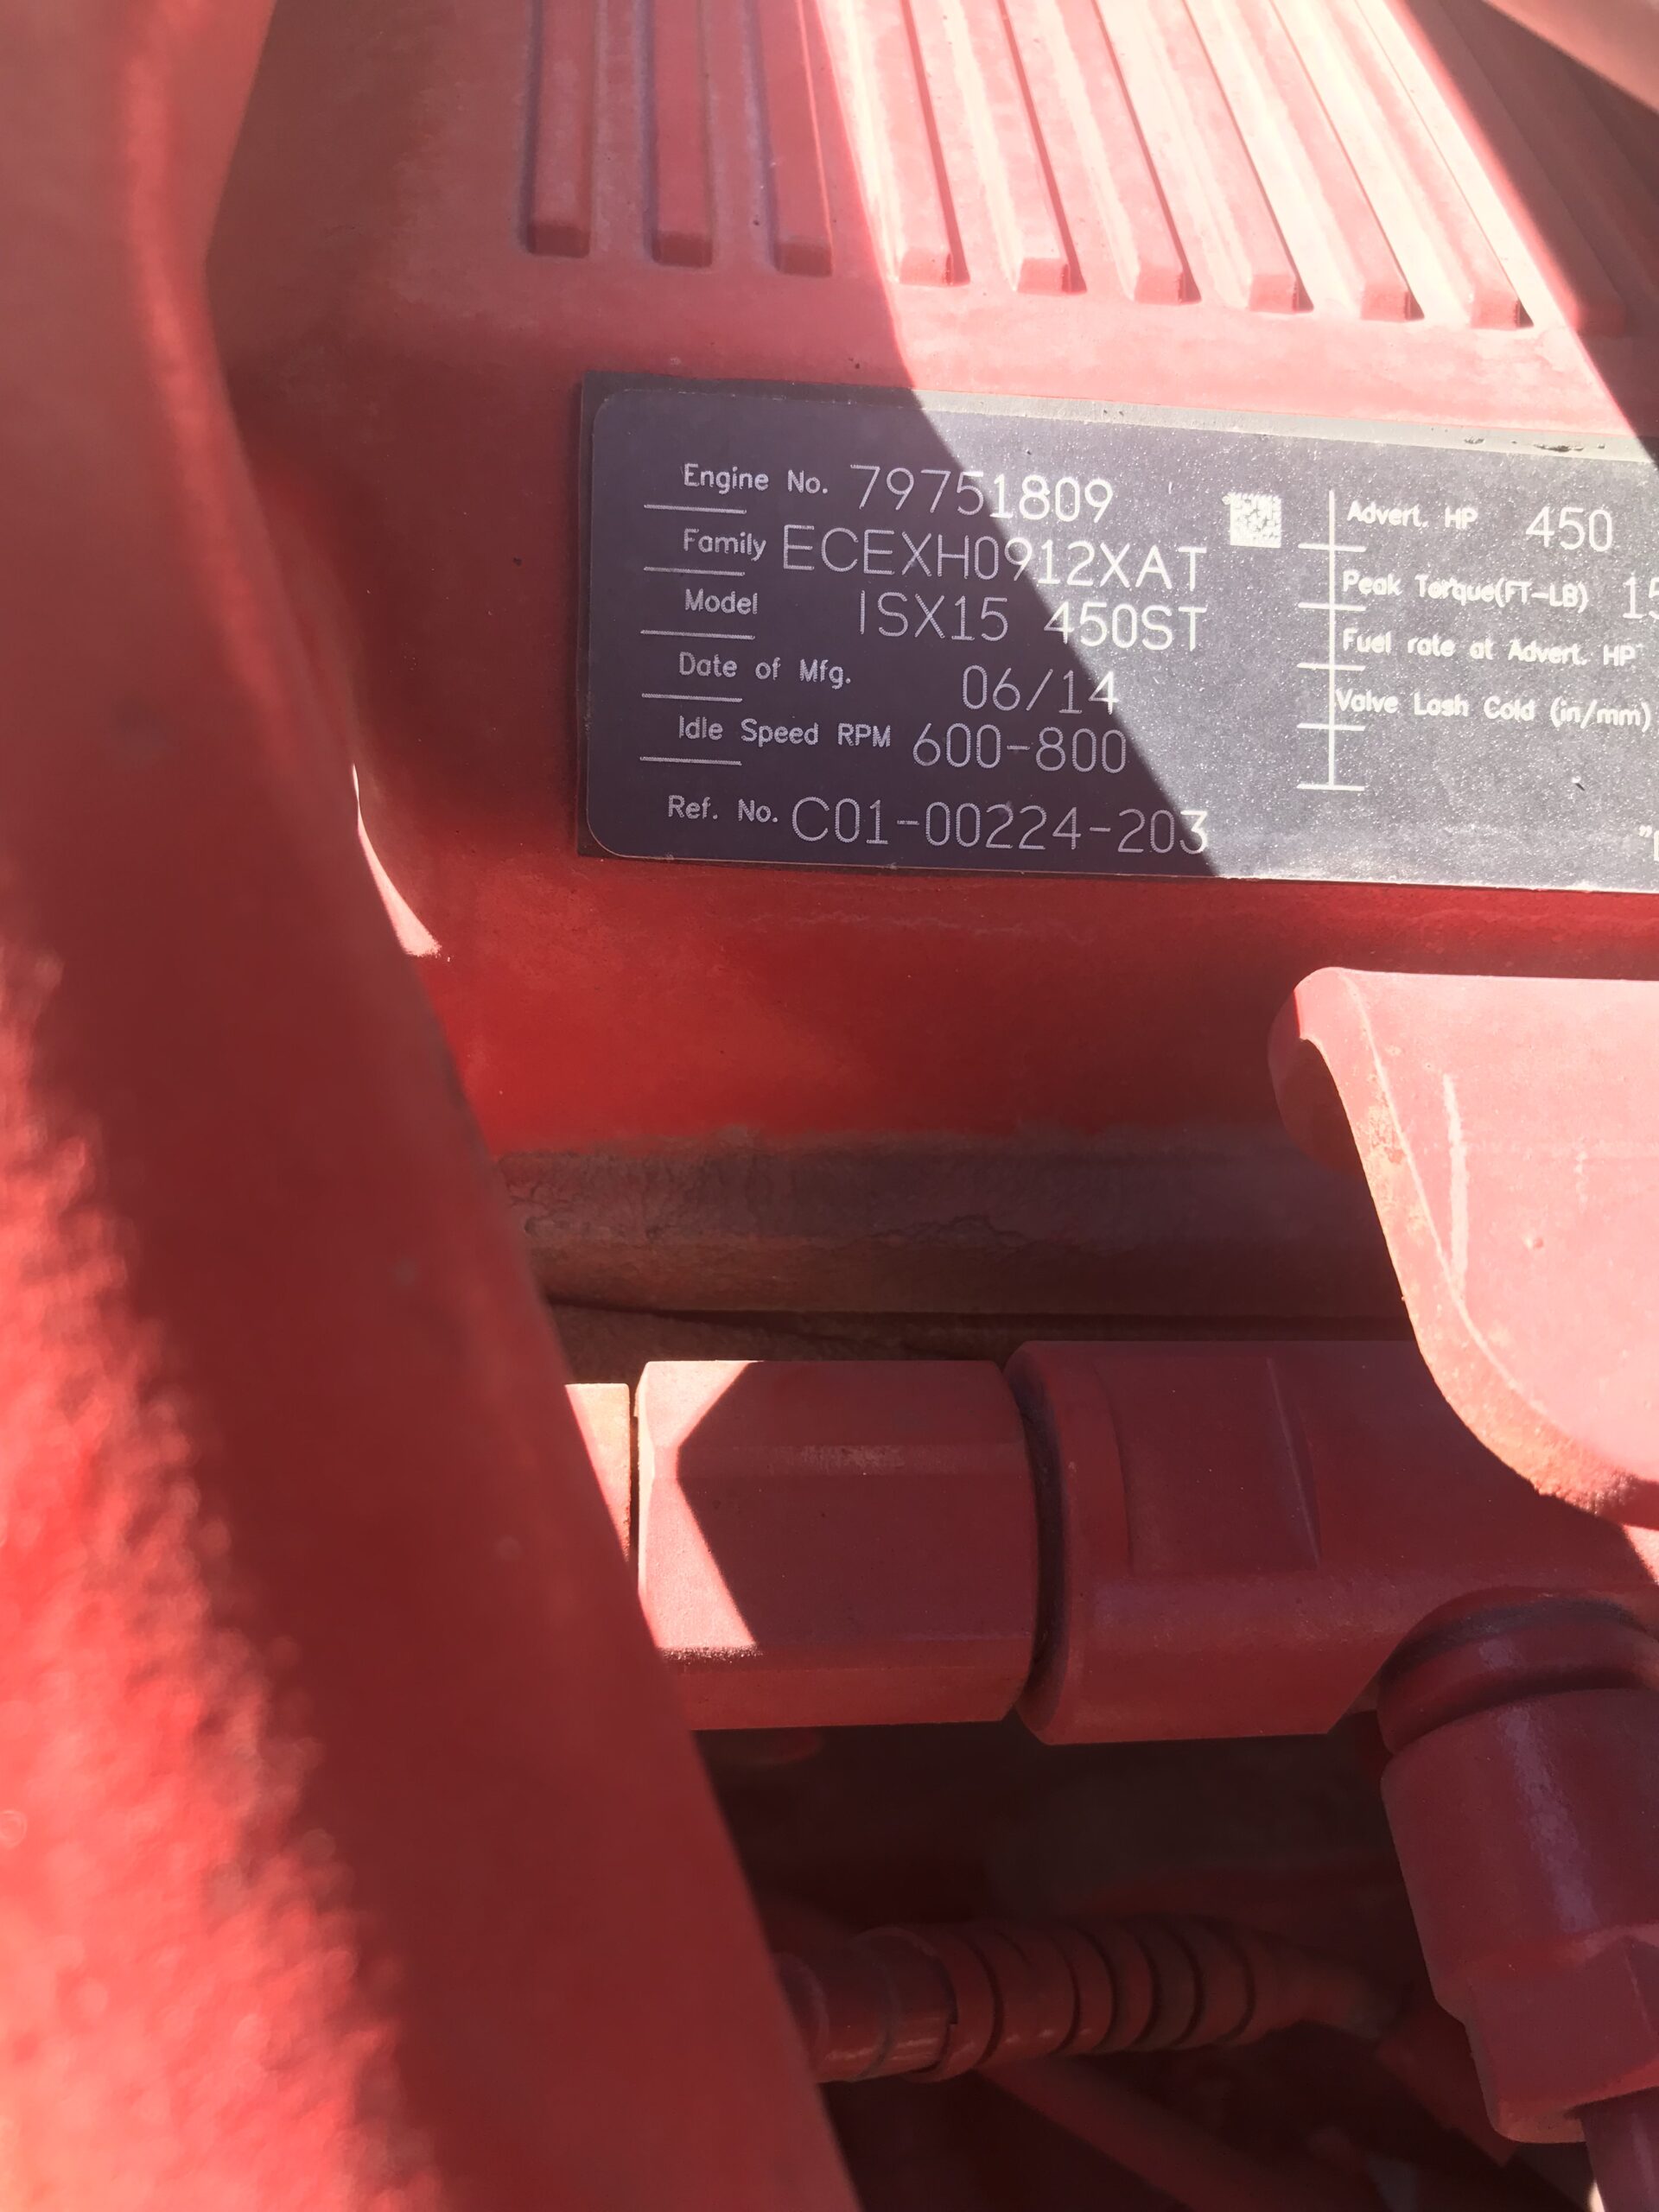 Engine No. 79751809
Family ECEXH0912XAT
Model ISX15 450ST
Date of Mfg. 06/14
Idle Speed RPM 600-800
Ref. No. C01-00224-203
Advert. HP 450
Peak Torque(FT-LB) 15
Fuel rate at Advert. HP
Valve Lash Cold (in/mm)